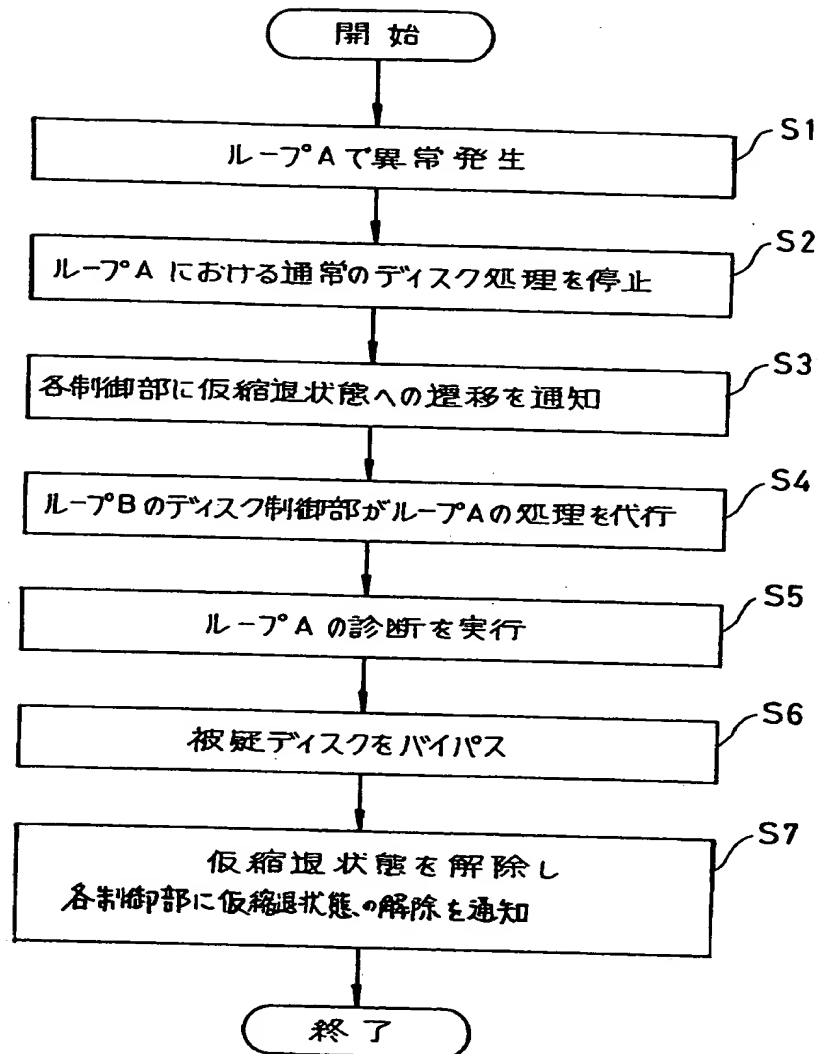 開始
S1
ループAで異常発生
S2
ループAにおける通常のディスク処理を停止
S3
各制御部に仮縮退状態への遷移を通知
S4
ループBのディスク制御部がループAの処理を代行
S5
ループAの診断を実行
S6
被疑ディスクをバイパス
S7
仮縮退状態を解除し
各制御部に仮縮退状態の解除を通知
終了